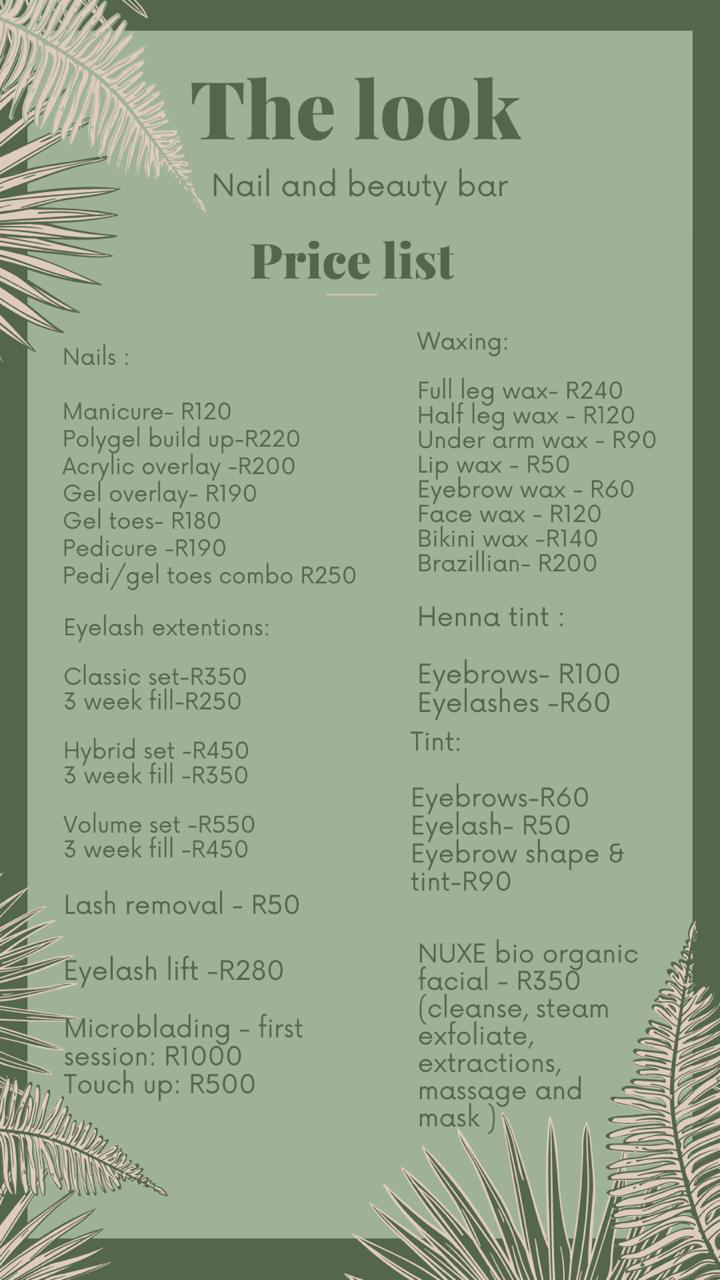 The look
Nail and beauty bar
Price list
Nails :
Manicure- R120
Polygel build up-R220
Acrylic overlay -R200
Gel overlay- R190
Gel toes- R180
Pedicure -R190
Pedi/gel toes combo R250
Eyelash extentions:
Classic set-R350
3 week fill-R250
Hybrid set -R450
3 week fill -R350
Volume set -R550
3 week fill -R450
Lash removal - R50
Eyelash lift -R280
Microblading - first
session: R1000
Touch up: R500
Waxing:
Full leg wax- R240
Half leg wax - R120
Under arm wax - R90
Lip wax - R50
Eyebrow wax - R60
Face wax - R120
Bikini wax -R140
Brazillian- R200
Henna tint :
Eyebrows- R100
Eyelashes -R60
Tint:
Eyebrows-R60
Eyelash- R50
Eyebrow shape &
tint-R90
NUXE bio organic
facial - R350
(cleanse, steam
exfoliate,
extractions,
massage and
mask )